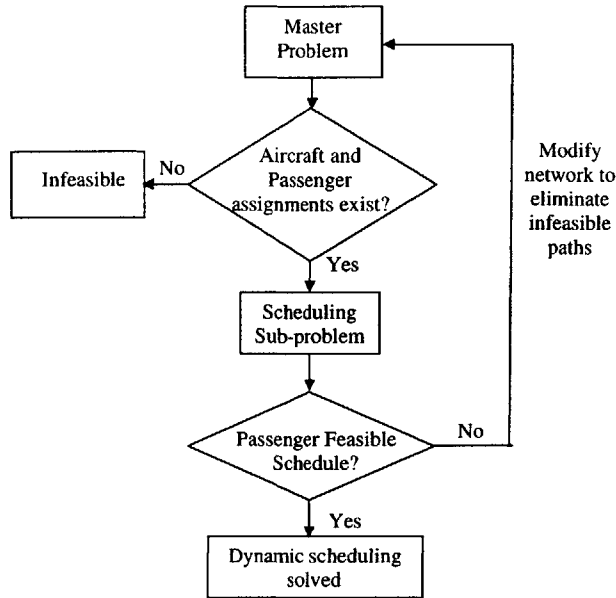 Master
Problem
Aircraft and
Passenger
assignments exist?
No
Infeasible
Modify
network to
eliminate
infeasible
paths
Yes
Scheduling
Sub-problem
Passenger Feasible
Schedule?
No
Yes
Dynamic scheduling
solved